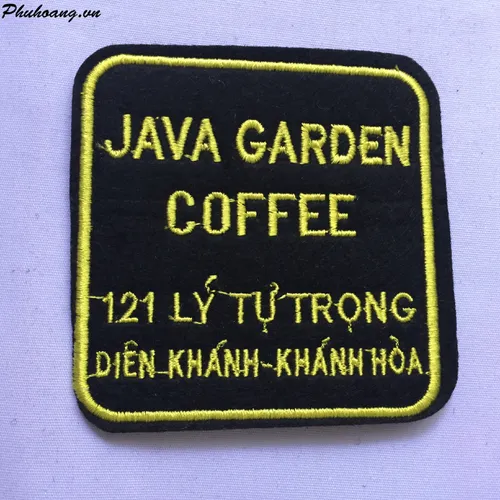 Phuhoang.vn
JAVA GARDEN
COFFEE
121 LÝ TỰ TRỌNG
DIÊN KHÁNH-KHÁNH HÒA